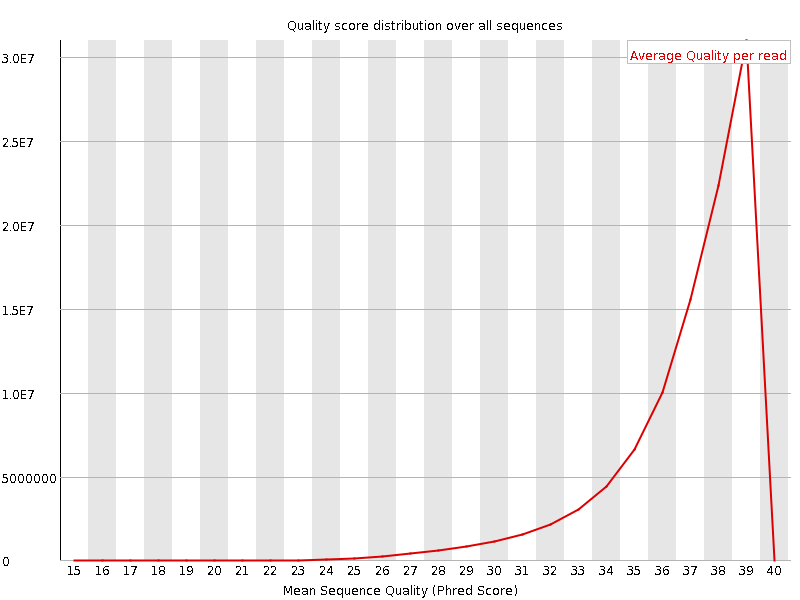 Quality score distribution over all sequences
Average Quality per read
3.0E7
2.5E7
2.0E7
1.5E7
1.0E7
5000000
0
15 16 17 18 19 20 21 22 23 24 25 26 27 28 29 30 31 32 33 34 35 36 37 38 39 40
Mean Sequence Quality (Phred Score)